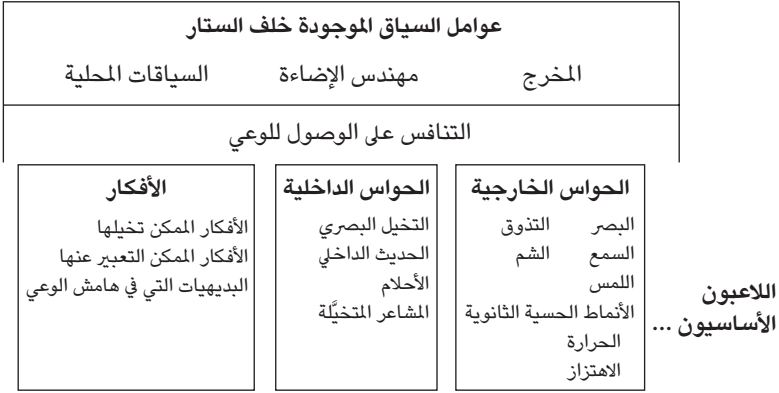 عوامل السياق الموجودة خلف الستار
المخرج مهندس الإضاءة السياقات المحلية
التنافس على الوصول للوعي
الحواس الخارجية
البصر التذوق
السمع الشم
اللمس
الأنماط الحسية الثانوية
الحرارة
الاهتزاز
الحواس الداخلية
التخيل البصري
الحديث الداخلي
الأحلام
المشاعر المتخيَّلة
الأفكار
الأفكار الممكن تخيلها
الأفكار الممكن التعبير عنها
البديهيات التي في هامش الوعي
اللاعبون
الأساسيون ...